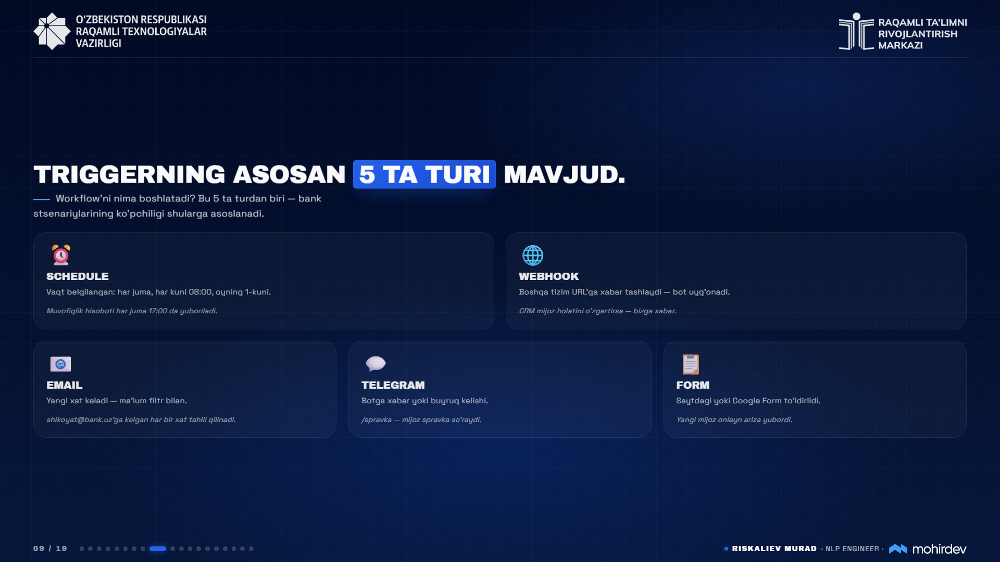 O'ZBEKISTON RESPUBLIKASI
RAQAMLI TEXNOLOGIYALAR
VAZIRLIGI
RAQAMLI TA'LIMNI
RIVOJLANTIRISH
MARKAZI
TRIGGERNING ASOSAN 5 TA TURI MAVJUD.
— Workflow'ni nima boshlatadi? Bu 5 ta turdan biri — bank
stsenariylarining ko'pchiligi shularga asoslanadi.
SCHEDULE
Vaqt belgilangan: har juma, har kuni 08:00, oyning 1-kuni.
Muvofiqlik hisoboti har juma 17:00 da yuboriladi.
WEBHOOK
Boshqa tizim URL'ga xabar tashlaydi — bot uyg'onadi.
CRM mijoz holatini o'zgartirsa — bizga xabar.
EMAIL
Yangi xat keladi — ma'lum filtr bilan.
shikoyat@bank.uz'ga kelgan har bir xat tahlil qilinadi.
TELEGRAM
Botga xabar yoki buyruq kelishi.
/spravka — mijoz spravka so'raydi.
FORM
Saytdagi yoki Google Form to'ldirildi.
Yangi mijoz onlayn ariza yubordi.
09 / 19
RISKALIEV MURAD · NLP ENGINEER · mohirdev